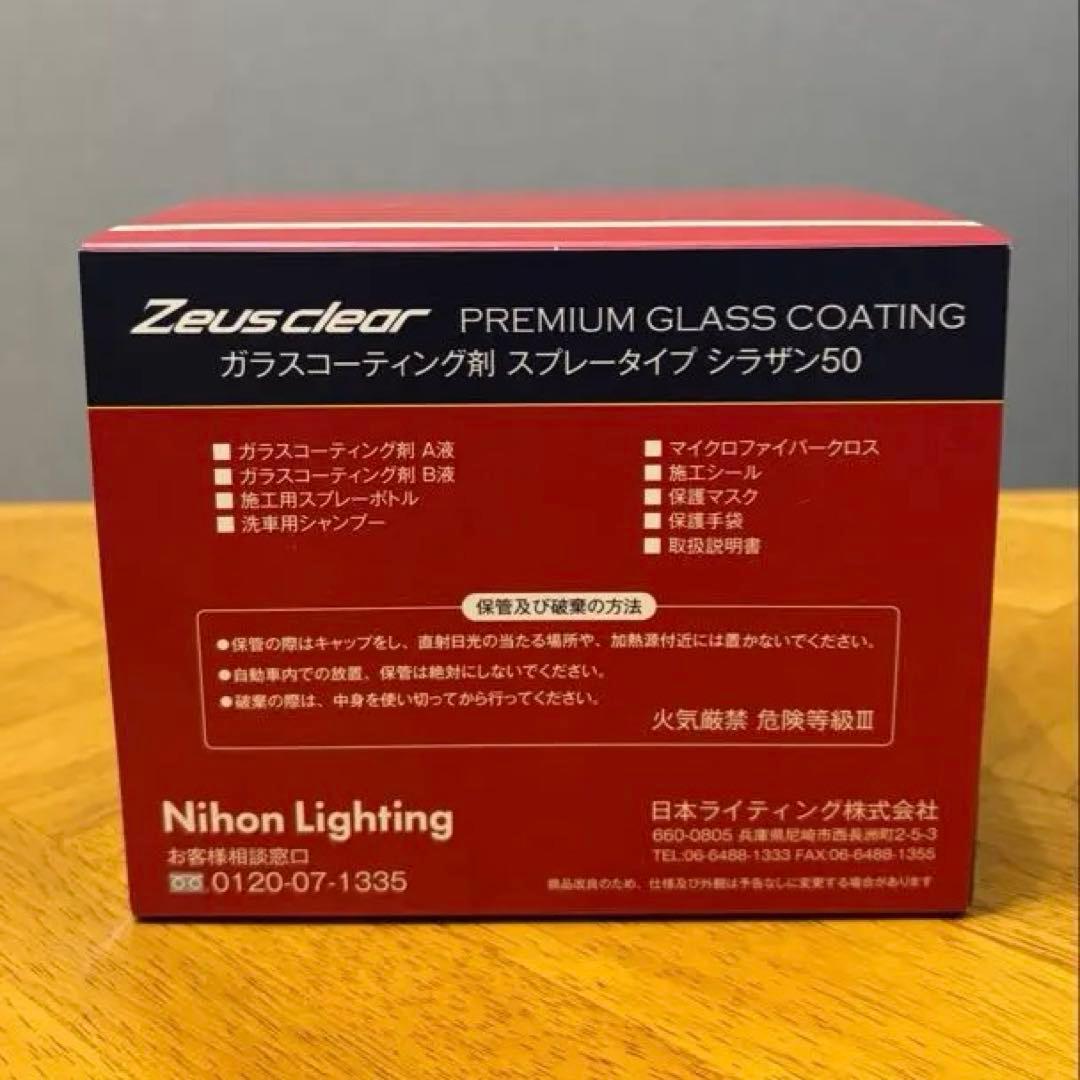 Zeus clear PREMIUM GLASS COATING
ガラスコーティング剤 スプレータイプ シラザン50
■ ガラスコーティング剤 A液
■ ガラスコーティング剤 B液
■ 施工用スプレーボトル
■ 洗車用シャンプー
■ マイクロファイバークロス
■ 施工シール
■ 保護マスク
■ 保護手袋
■ 取扱説明書
保管及び破棄の方法
●保管の際はキャップをし、直射日光の当たる場所や、加熱源付近には置かないでください。
●自動車内での放置、保管は絶対にしないでください。
●破棄の際は、中身を使い切ってから行ってください。
火気厳禁 危険等級Ⅲ
Nihon Lighting
お客様相談窓口
0120-07-1335
日本ライティング株式会社
660-0805 兵庫県尼崎市西長洲町2-5-3
TEL:06-6488-1333 FAX:06-6488-1355
商品改良のため、仕様及び外観は予告なしに変更する場合があります